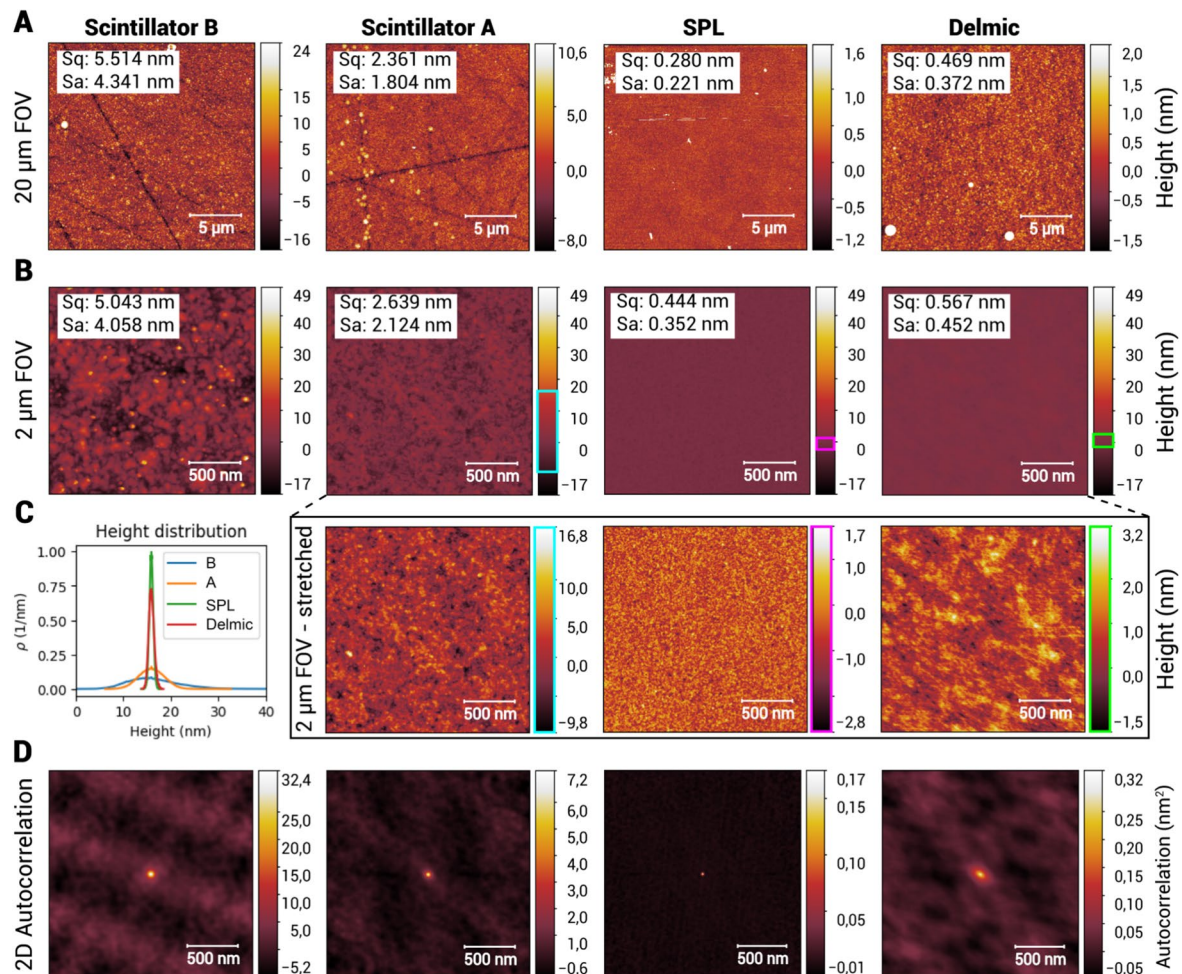 A
Scintillator B
Scintillator A
SPL
Delmic
20 µm FOV
Sq: 5.514 nm
Sa: 4.341 nm
5 µm
24
15
10
5
0
−5
−16
Sq: 2.361 nm
Sa: 1.804 nm
5 µm
10,6
5,0
0,0
−8,0
Sq: 0.280 nm
Sa: 0.221 nm
5 µm
1,6
1,0
0,5
0,0
−0,5
−1,2
Sq: 0.469 nm
Sa: 0.372 nm
5 µm
2,0
1,0
0,5
0,0
−0,5
−1,5
Height (nm)
B
2 µm FOV
Sq: 5.043 nm
Sa: 4.058 nm
500 nm
49
40
30
20
10
0
−17
Sq: 2.639 nm
Sa: 2.124 nm
500 nm
49
40
30
20
10
0
−17
Sq: 0.444 nm
Sa: 0.352 nm
500 nm
49
40
30
20
10
0
−17
Sq: 0.567 nm
Sa: 0.452 nm
500 nm
49
40
30
20
10
0
−17
Height (nm)
C
Height distribution
ρ (1/nm)
1.00
0.75
0.50
0.25
0.00
B
A
SPL
Delmic
0
10
20
30
40
Height (nm)
2 µm FOV - stretched
500 nm
16,8
10,0
5,0
0,0
−9,8
500 nm
1,7
1,0
0,0
−1,0
−2,8
500 nm
3,2
2,0
1,0
0,0
−1,5
Height (nm)
D
2D Autocorrelation
500 nm
32,4
25,0
20,0
15,0
10,0
5,0
0,0
−5,2
500 nm
7,2
6,0
5,0
4,0
3,0
2,0
1,0
−0,6
500 nm
0,17
0,15
0,10
0,05
−0,01
500 nm
0,32
0,25
0,20
0,15
0,10
0,05
−0,05
Autocorrelation (nm²)